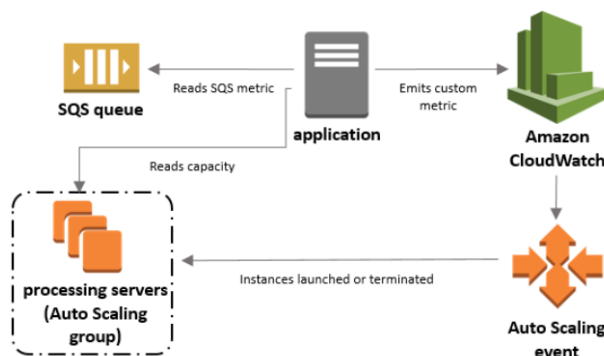 Reads SQS metric
Emits custom
metric
SQS queue
application
Amazon
CloudWatch
Reads capacity
Instances launched or terminated
processing servers
(Auto Scaling
group)
Auto Scaling
event